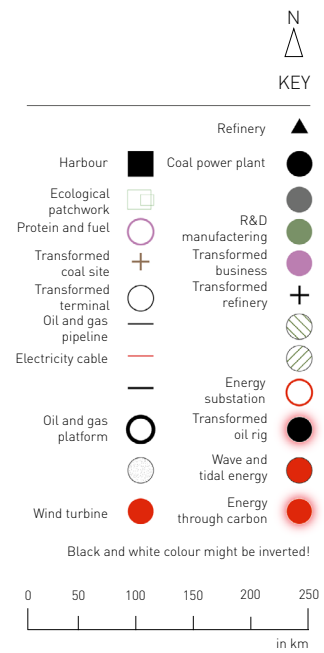 N
KEY
Refinery
Harbour
Coal power plant
Ecological
patchwork
Protein and fuel
R&D
manufactering
Transformed
coal site
Transformed
business
Transformed
terminal
Transformed
refinery
Oil and gas
pipeline
Electricity cable
Energy
substation
Oil and gas
platform
Transformed
oil rig
Wave and
tidal energy
Wind turbine
Energy
through carbon
Black and white colour might be inverted!
0 50 100 150 200 250
in km